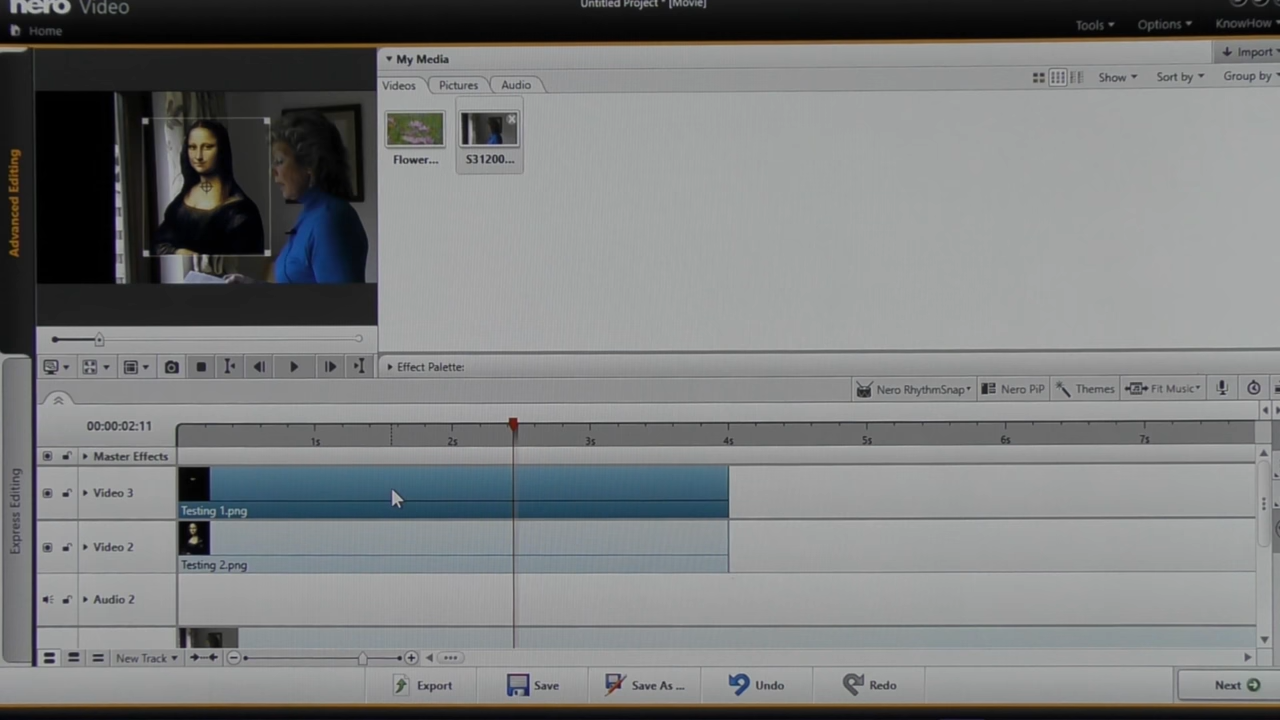 nero Video
Untitled Project * [Movie]
Home
Tools
Options
KnowHow
My Media
Import
Videos
Pictures
Audio
Show
Sort by
Group by
Flower...
S31200...
Advanced Editing
Effect Palette:
Nero RhythmSnap
Nero PiP
Themes
Fit Music
00:00:02:11
1s
2s
3s
4s
5s
6s
7s
Master Effects
Video 3
Testing 1.png
Video 2
Testing 2.png
Audio 2
Express Editing
New Track
Export
Save
Save As ...
Undo
Redo
Next